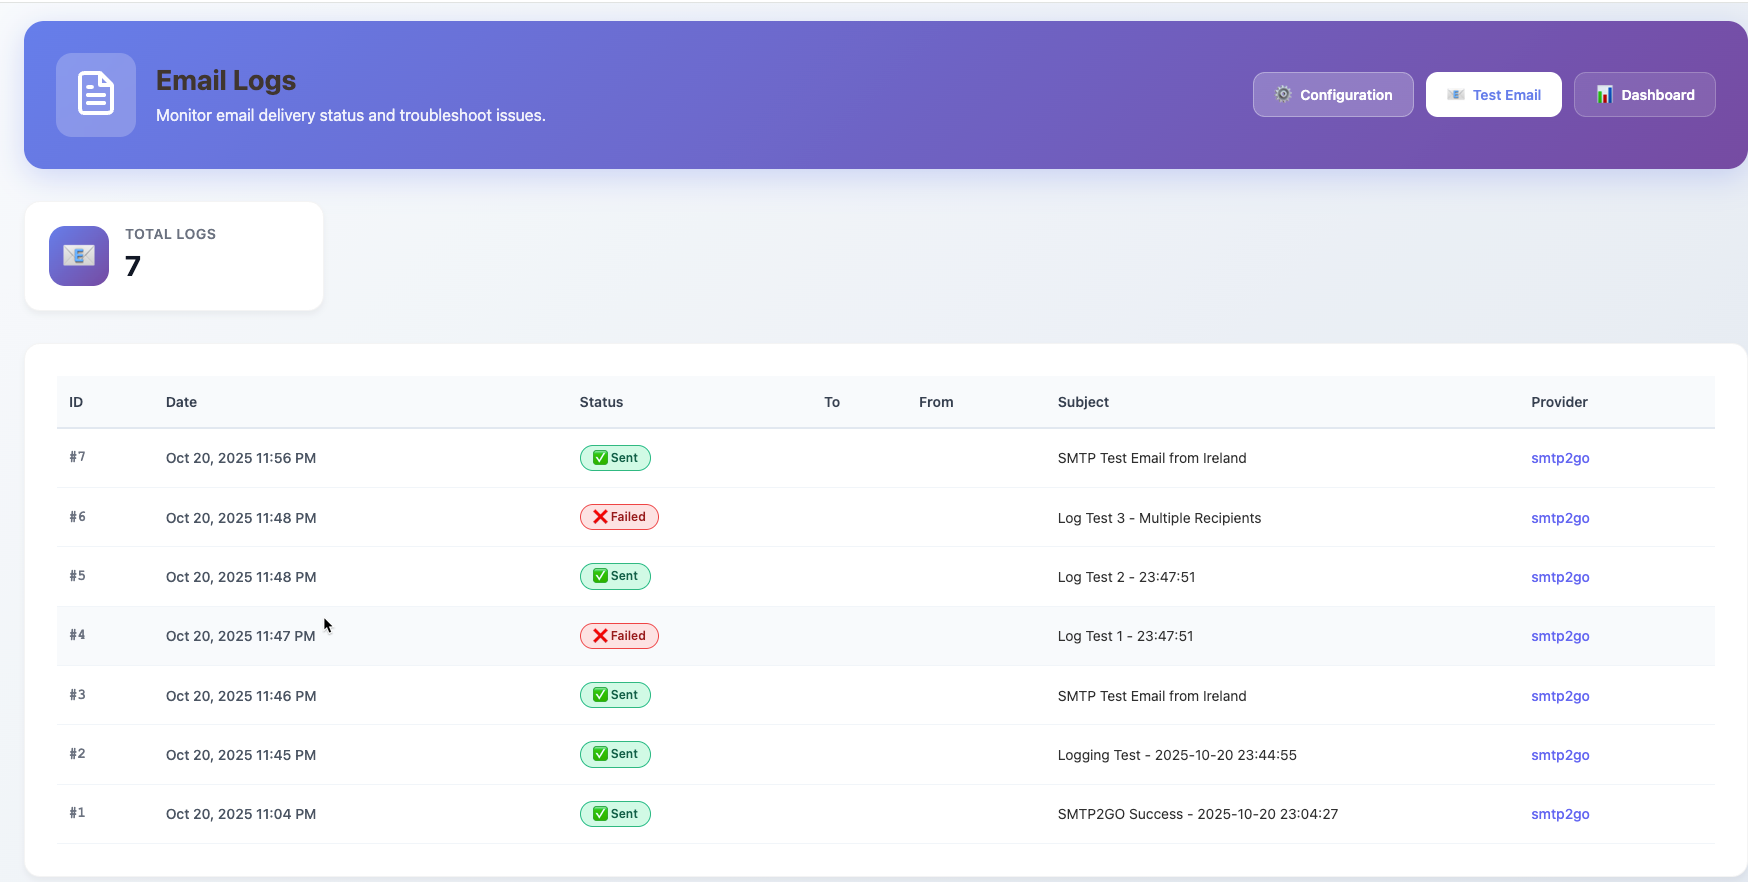 Email Logs
Monitor email delivery status and troubleshoot issues.
Configuration
Test Email
Dashboard
TOTAL LOGS
7
ID Date Status To From Subject Provider
#7 Oct 20, 2025 11:56 PM Sent SMTP Test Email from Ireland smtp2go
#6 Oct 20, 2025 11:48 PM Failed Log Test 3 - Multiple Recipients smtp2go
#5 Oct 20, 2025 11:48 PM Sent Log Test 2 - 23:47:51 smtp2go
#4 Oct 20, 2025 11:47 PM Failed Log Test 1 - 23:47:51 smtp2go
#3 Oct 20, 2025 11:46 PM Sent SMTP Test Email from Ireland smtp2go
#2 Oct 20, 2025 11:45 PM Sent Logging Test - 2025-10-20 23:44:55 smtp2go
#1 Oct 20, 2025 11:04 PM Sent SMTP2GO Success - 2025-10-20 23:04:27 smtp2go